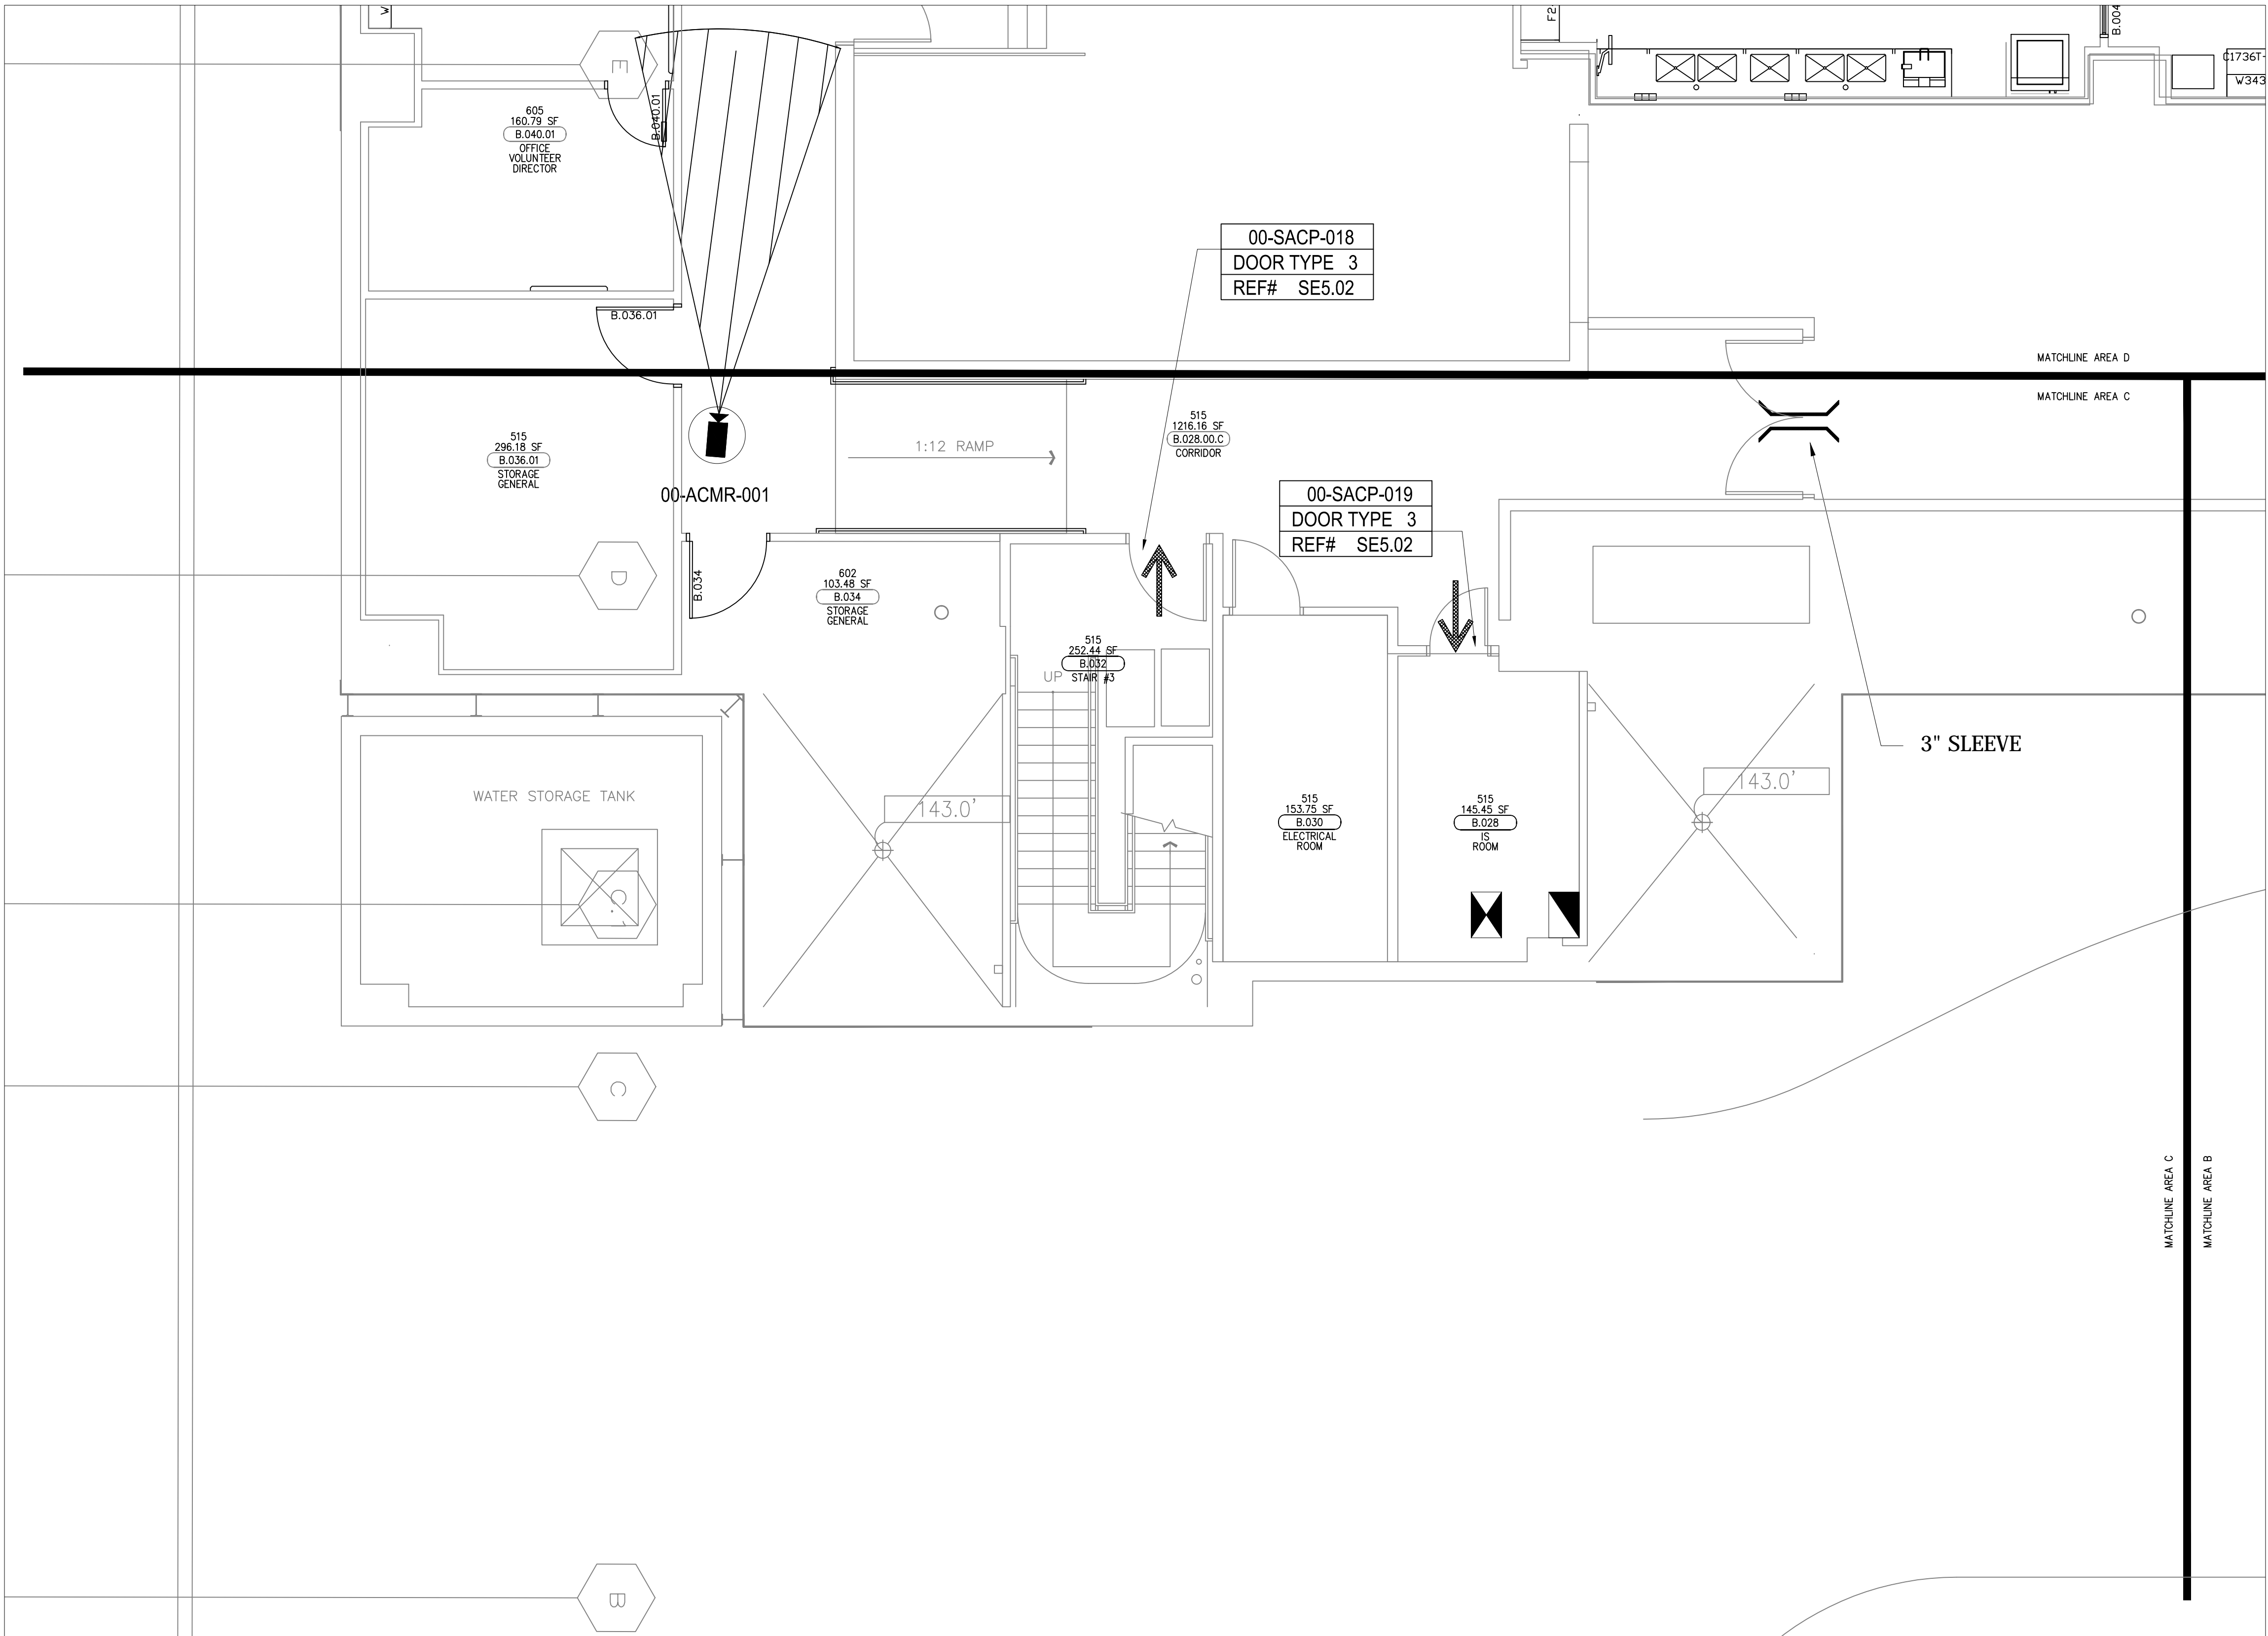 W
E
605
160.79 SF
B.040.01
OFFICE
VOLUNTEER
DIRECTOR
B.040.01
F2
B.004
W343
00-SACP-018
DOOR TYPE 3
REF# SE5.02
B.036.01
MATCHLINE AREA D
MATCHLINE AREA C
515
296.18 SF
B.036.01
STORAGE
GENERAL
00-ACMR-001
1:12 RAMP
515
1216.16 SF
B.028.00.C
CORRIDOR
00-SACP-019
DOOR TYPE 3
REF# SE5.02
D
B.034
602
103.48 SF
B.034
STORAGE
GENERAL
515
252.44 SF
B.032
UP STAIR #3
3" SLEEVE
WATER STORAGE TANK
143.0'
515
153.75 SF
B.030
ELECTRICAL
ROOM
515
145.45 SF
B.028
IS
ROOM
143.0'
C
MATCHLINE AREA C
MATCHLINE AREA B
B